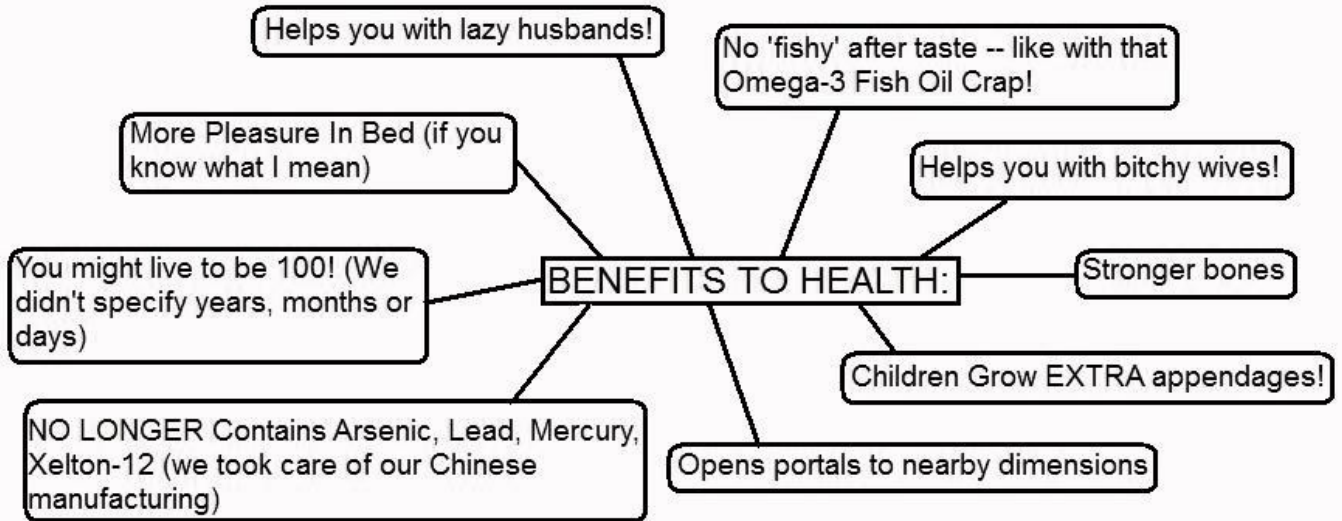 Helps you with lazy husbands!
No 'fishy' after taste -- like with that
Omega-3 Fish Oil Crap!
More Pleasure In Bed (if you
know what I mean)
Helps you with bitchy wives!
You might live to be 100! (We
didn't specify years, months or
days)
BENEFITS TO HEALTH:
Stronger bones
Children Grow EXTRA appendages!
NO LONGER Contains Arsenic, Lead, Mercury,
Xelton-12 (we took care of our Chinese
manufacturing)
Opens portals to nearby dimensions